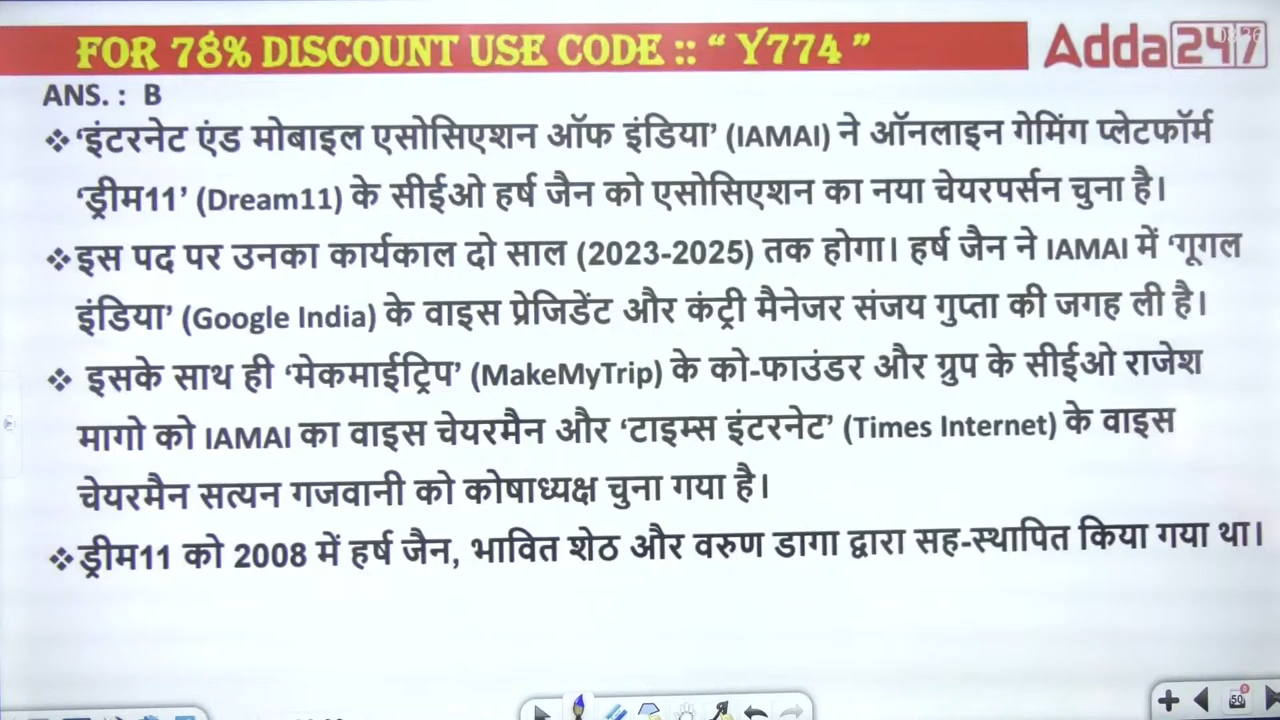 FOR 78% DISCOUNT USE CODE :: “ Y774 ”
Adda247
ANS. : B
❖‘इंटरनेट एंड मोबाइल एसोसिएशन ऑफ इंडिया’ (IAMAI) ने ऑनलाइन गेमिंग प्लेटफॉर्म
‘ड्रीम11’ (Dream11) के सीईओ हर्ष जैन को एसोसिएशन का नया चेयरपर्सन चुना है।
❖इस पद पर उनका कार्यकाल दो साल (2023-2025) तक होगा। हर्ष जैन ने IAMAI में ‘गूगल
इंडिया’ (Google India) के वाइस प्रेजिडेंट और कंट्री मैनेजर संजय गुप्ता की जगह ली है।
❖ इसके साथ ही ‘मेकमाईट्रिप’ (MakeMyTrip) के को-फाउंडर और ग्रुप के सीईओ राजेश
मागो को IAMAI का वाइस चेयरमैन और ‘टाइम्स इंटरनेट’ (Times Internet) के वाइस
चेयरमैन सत्यन गजवानी को कोषाध्यक्ष चुना गया है।
❖ड्रीम11 को 2008 में हर्ष जैन, भावित शेठ और वरुण डागा द्वारा सह-स्थापित किया गया था।
50